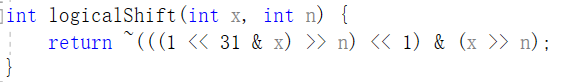 int logicalShift(int x, int n) {
return ~(((1 << 31 & x) >> n) << 1) & (x >> n);
}